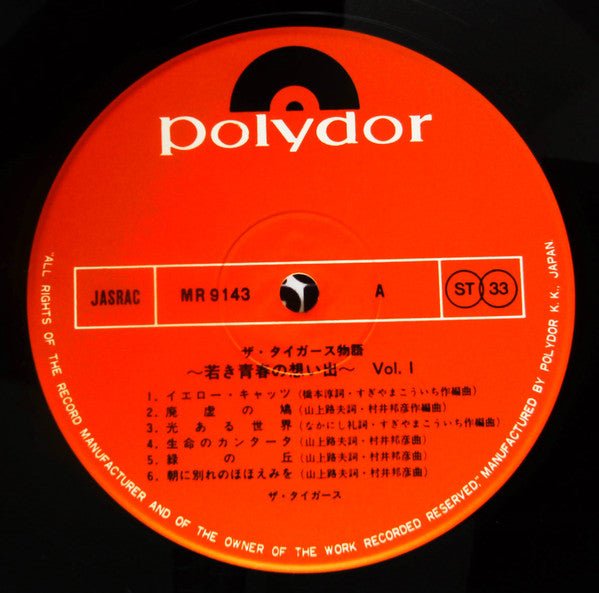 polydor
JASRAC MR 9143 A ST 33
ザ・タイガース物語
〜若き青春の想い出〜 Vol. 1
1. イエロー・キャッツ (橋本淳詞・すぎやまこういち作編曲)
2.廃虚の鳩 (山上路夫詞・村井邦彦作編曲)
3. 光ある世界 (なかにし礼詞・すぎやまこういち作編曲)
4. 生命のカンタータ (山上路夫詞・村井邦彦作編曲)
5. 緑の丘 (山上路夫詞・村井邦彦作編曲)
6. 朝に別れのほほえみを (山上路夫詞・村井邦彦作編曲)
ザ・タイガース
"ALL RIGHTS OF THE RECORD MANUFACTURER AND OF THE OWNER OF THE WORK RECORDED RESERVED." MANUFACTURED BY POLYDOR K.K., JAPAN